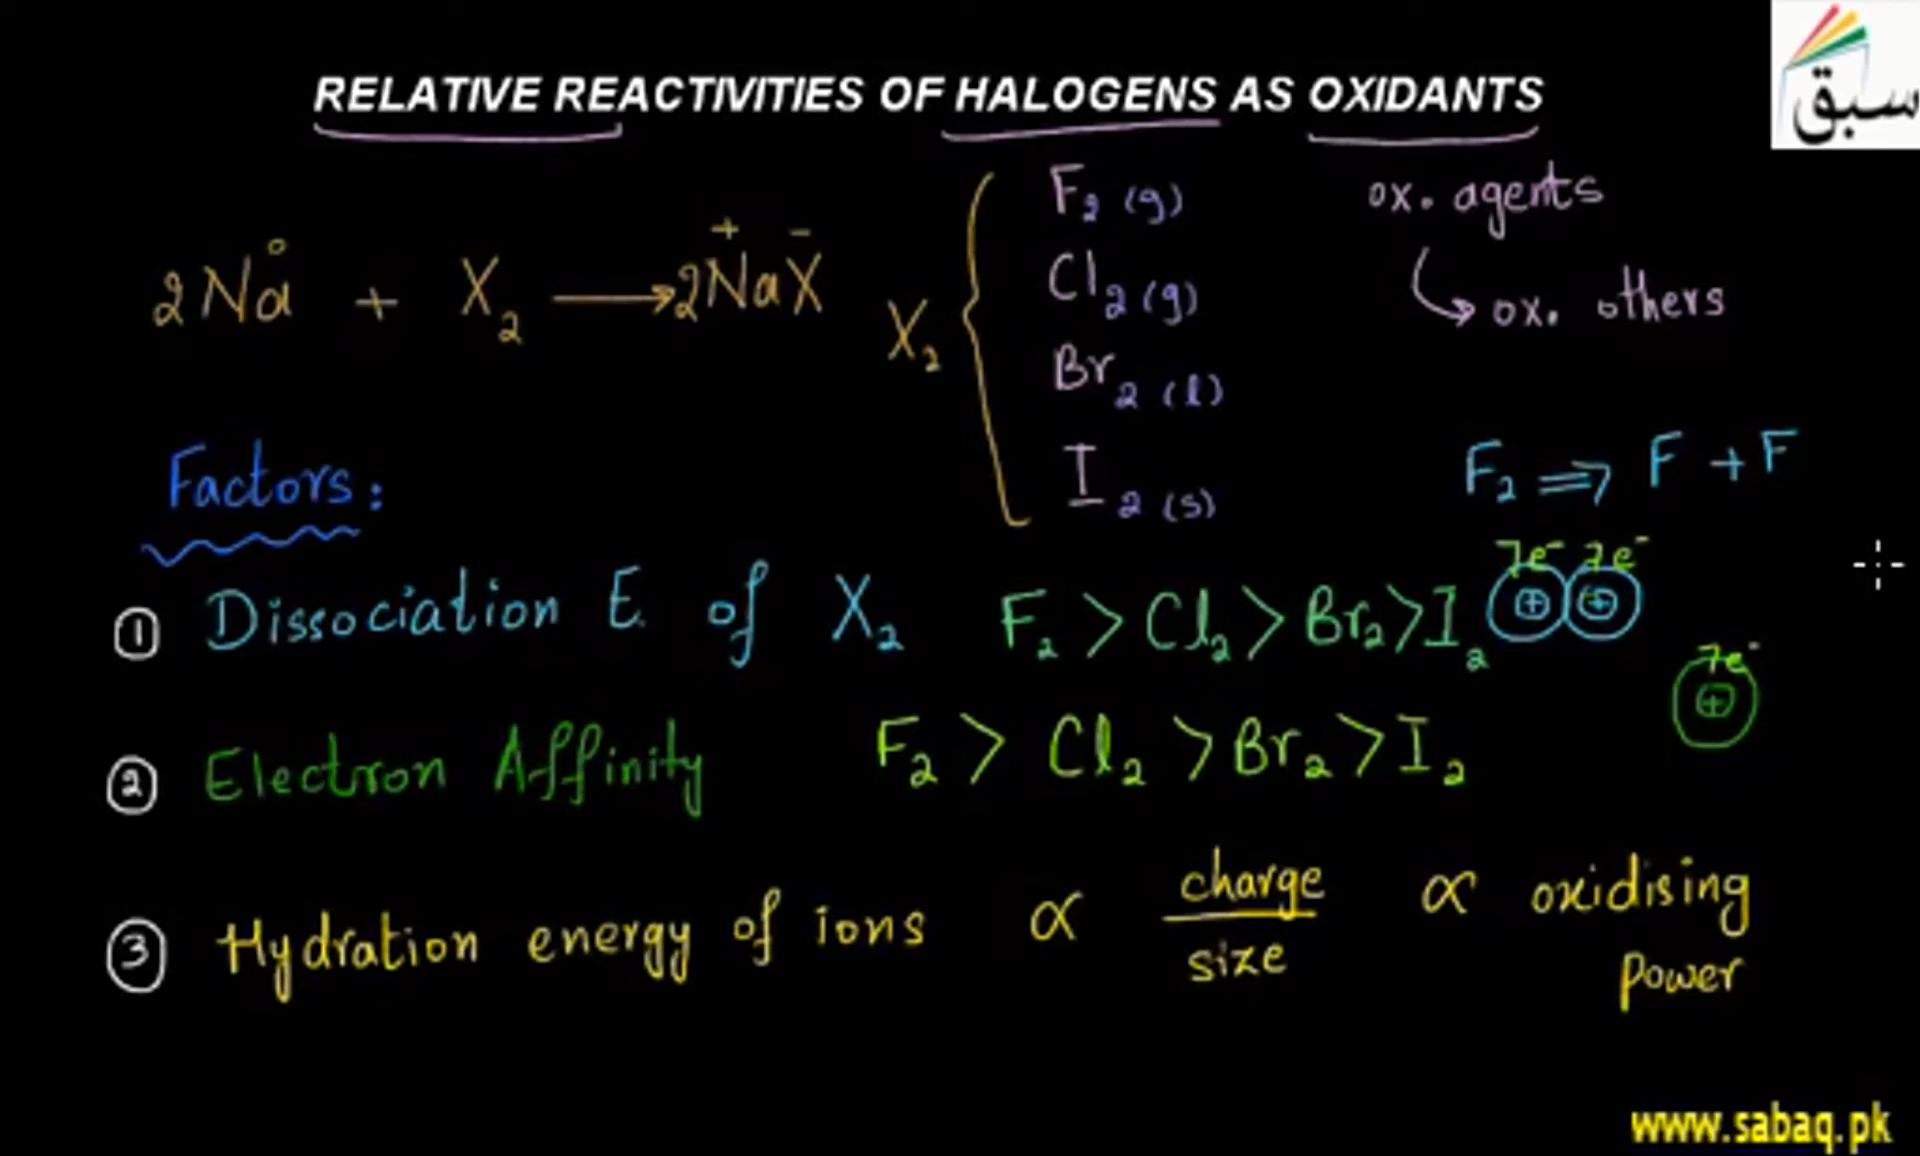 سبق
RELATIVE REACTIVITIES OF HALOGENS AS OXIDANTS
2Na° + X₂ → 2Na⁺X⁻
X₂ { F₂ (g)
Cl₂ (g)
Br₂ (l)
I₂ (s)
ox. agents
↳ ox. others
Factors:
F₂ ⇒ F + F
① Dissociation E of X₂ F₂ > Cl₂ > Br₂ > I₂
7e⁻ 7e⁻
⊕ ⊕
7e⁻
⊕
② Electron Affinity F₂ > Cl₂ > Br₂ > I₂
③ Hydration energy of ions ∝ charge/size ∝ oxidising power
www.sabaq.pk